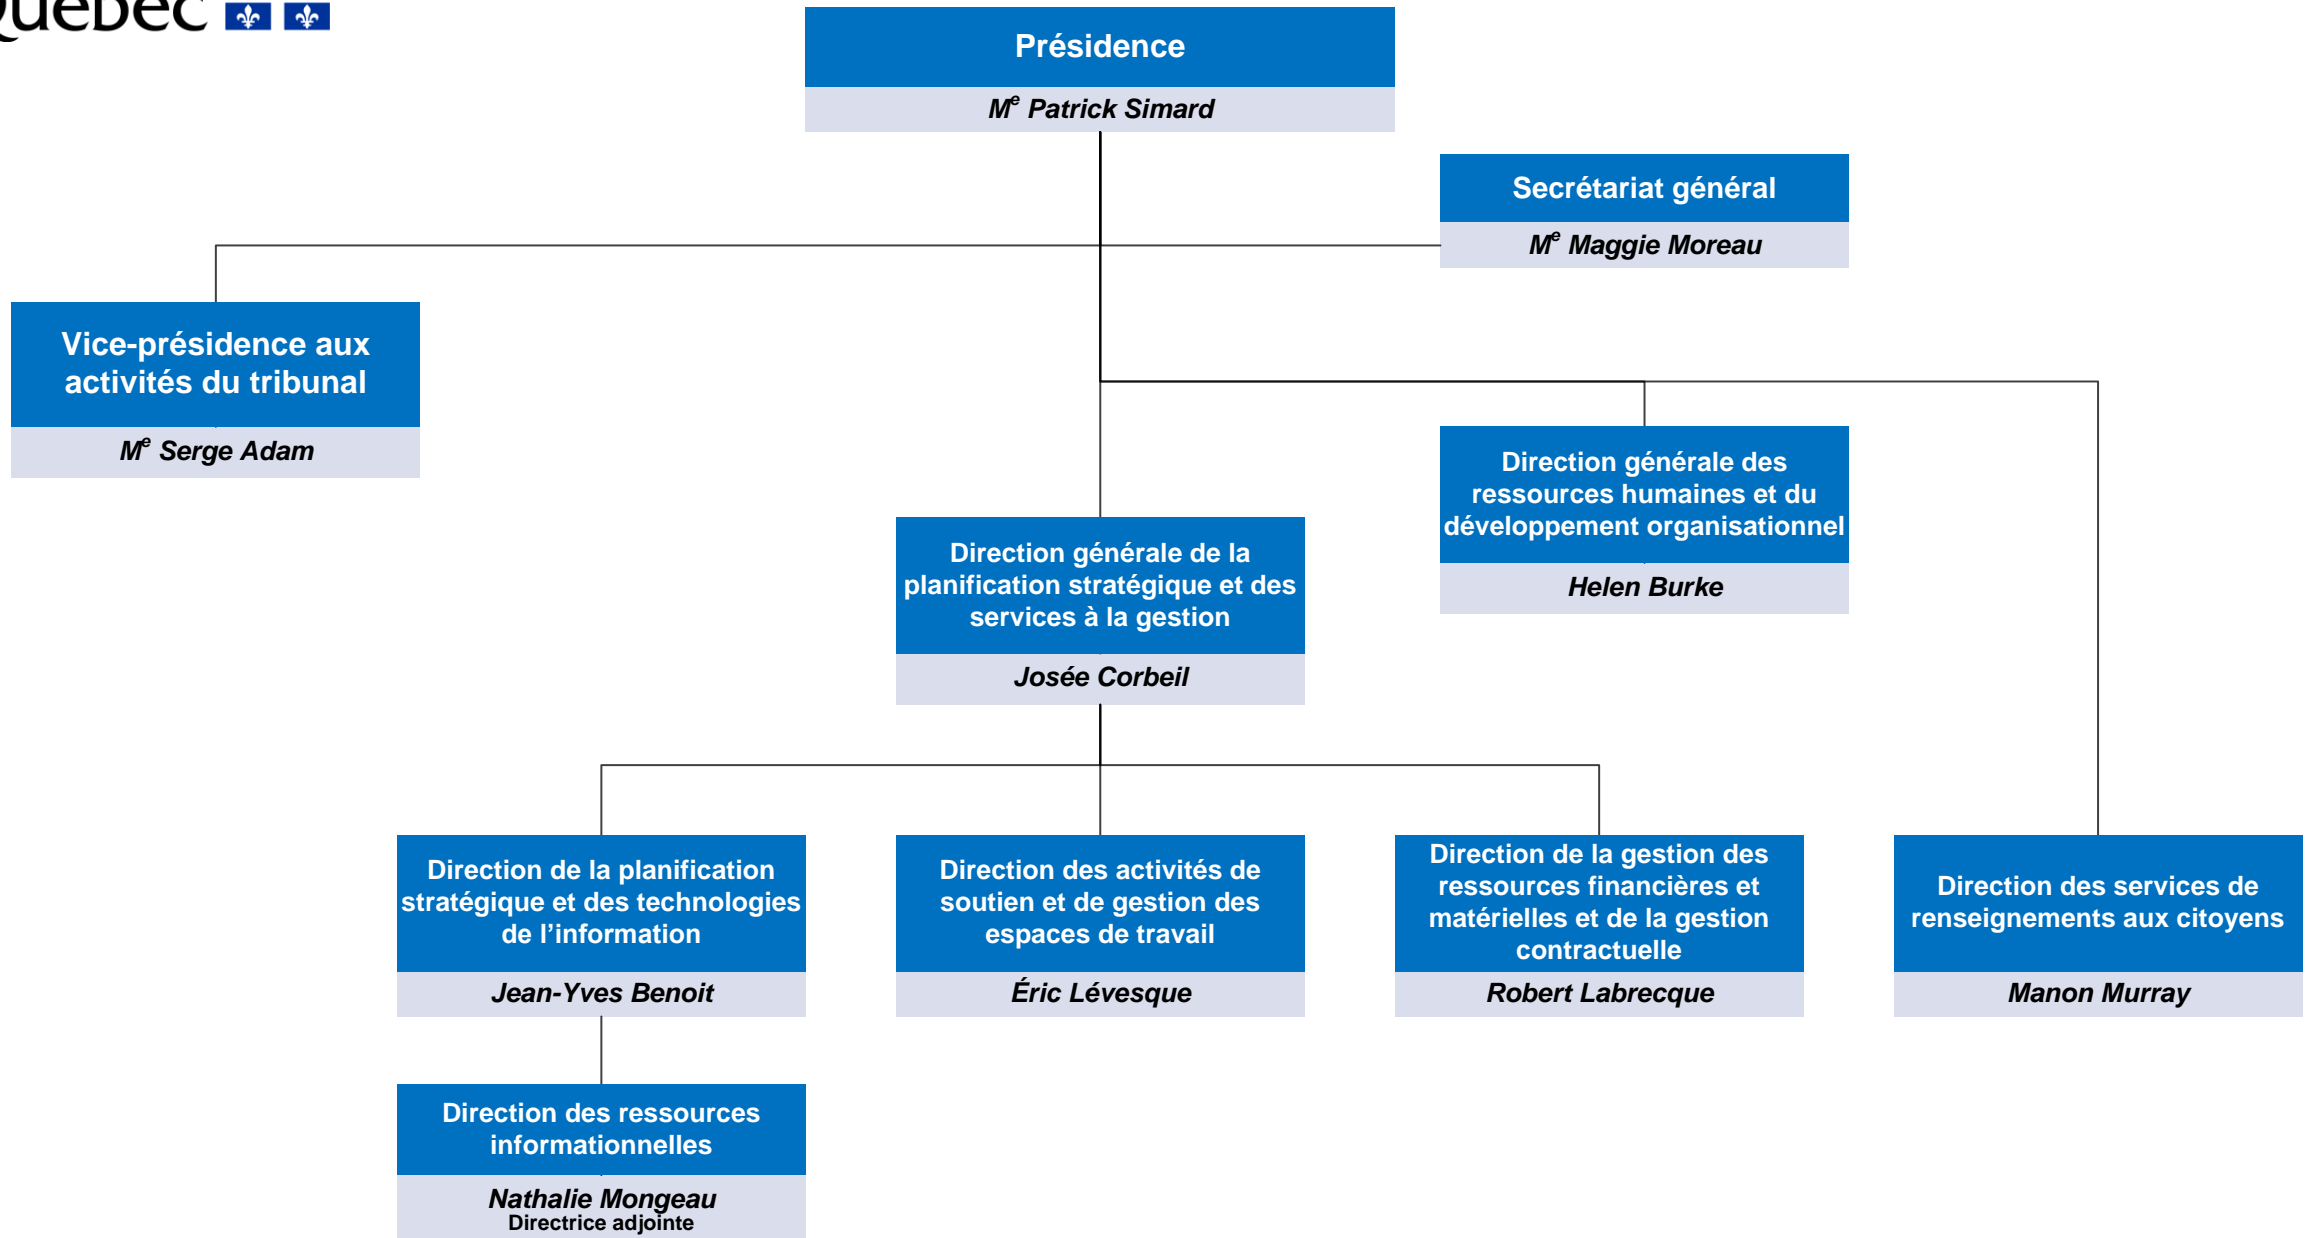 Québec
Présidence
Me Patrick Simard
Secrétariat général
Me Maggie Moreau
Vice-présidence aux
activités du tribunal
Me Serge Adam
Direction générale des
ressources humaines et du
développement organisationnel
Helen Burke
Direction générale de la
planification stratégique et des
services à la gestion
Josée Corbeil
Direction de la planification
stratégique et des technologies
de l’information
Jean-Yves Benoit
Direction des activités de
soutien et de gestion des
espaces de travail
Éric Lévesque
Direction de la gestion des
ressources financières et
matérielles et de la gestion
contractuelle
Robert Labrecque
Direction des services de
renseignements aux citoyens
Manon Murray
Direction des ressources
informationnelles
Nathalie Mongeau
Directrice adjointe